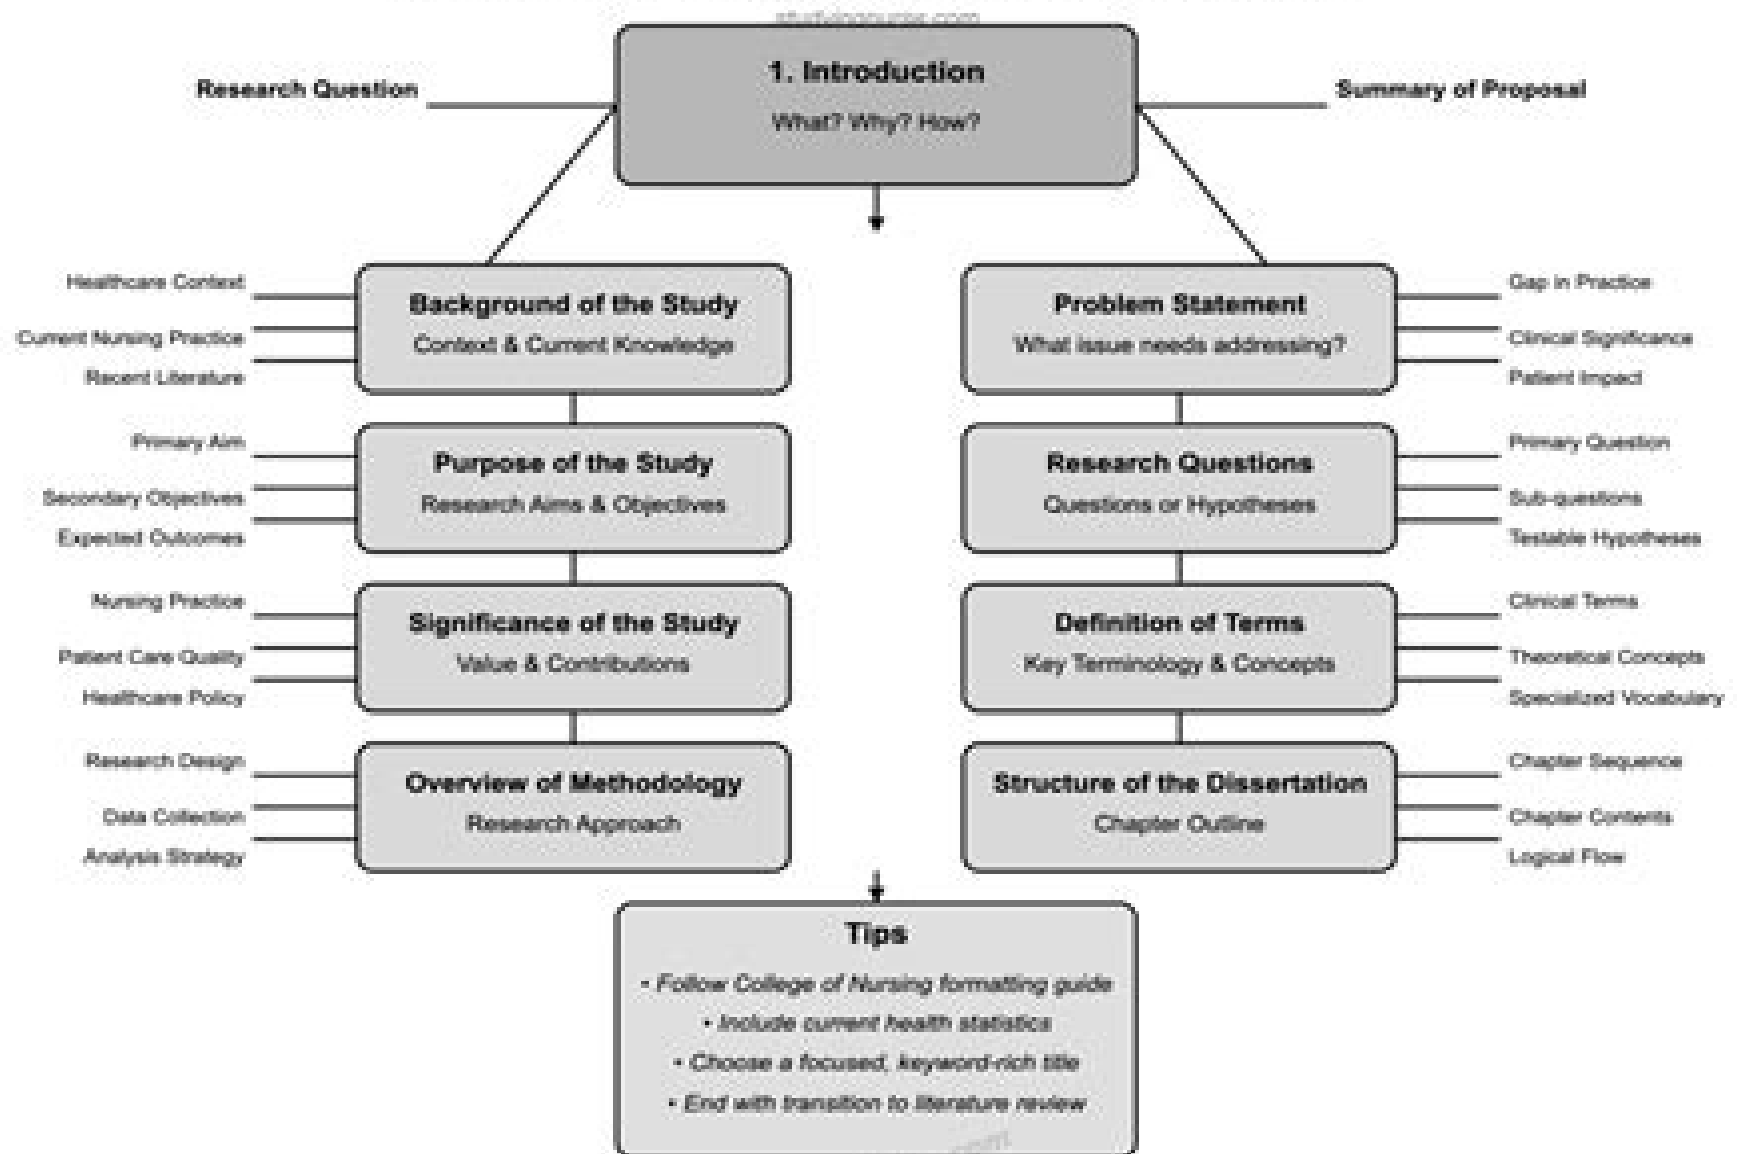 studyingnurse.com
1. Introduction
What? Why? How?
Research Question
Summary of Proposal
Healthcare Context
Current Nursing Practice
Recent Literature
Background of the Study
Context & Current Knowledge
Primary Aim
Secondary Objectives
Expected Outcomes
Purpose of the Study
Research Aims & Objectives
Nursing Practice
Patient Care Quality
Healthcare Policy
Significance of the Study
Value & Contributions
Research Design
Data Collection
Analysis Strategy
Overview of Methodology
Research Approach
Problem Statement
What issue needs addressing?
Gap in Practice
Clinical Significance
Patient Impact
Research Questions
Questions or Hypotheses
Primary Question
Sub-questions
Testable Hypotheses
Definition of Terms
Key Terminology & Concepts
Clinical Terms
Theoretical Concepts
Specialized Vocabulary
Structure of the Dissertation
Chapter Outline
Chapter Sequence
Chapter Contents
Logical Flow
Tips
• Follow College of Nursing formatting guide
• Include current health statistics
• Choose a focused, keyword-rich title
• End with transition to literature review